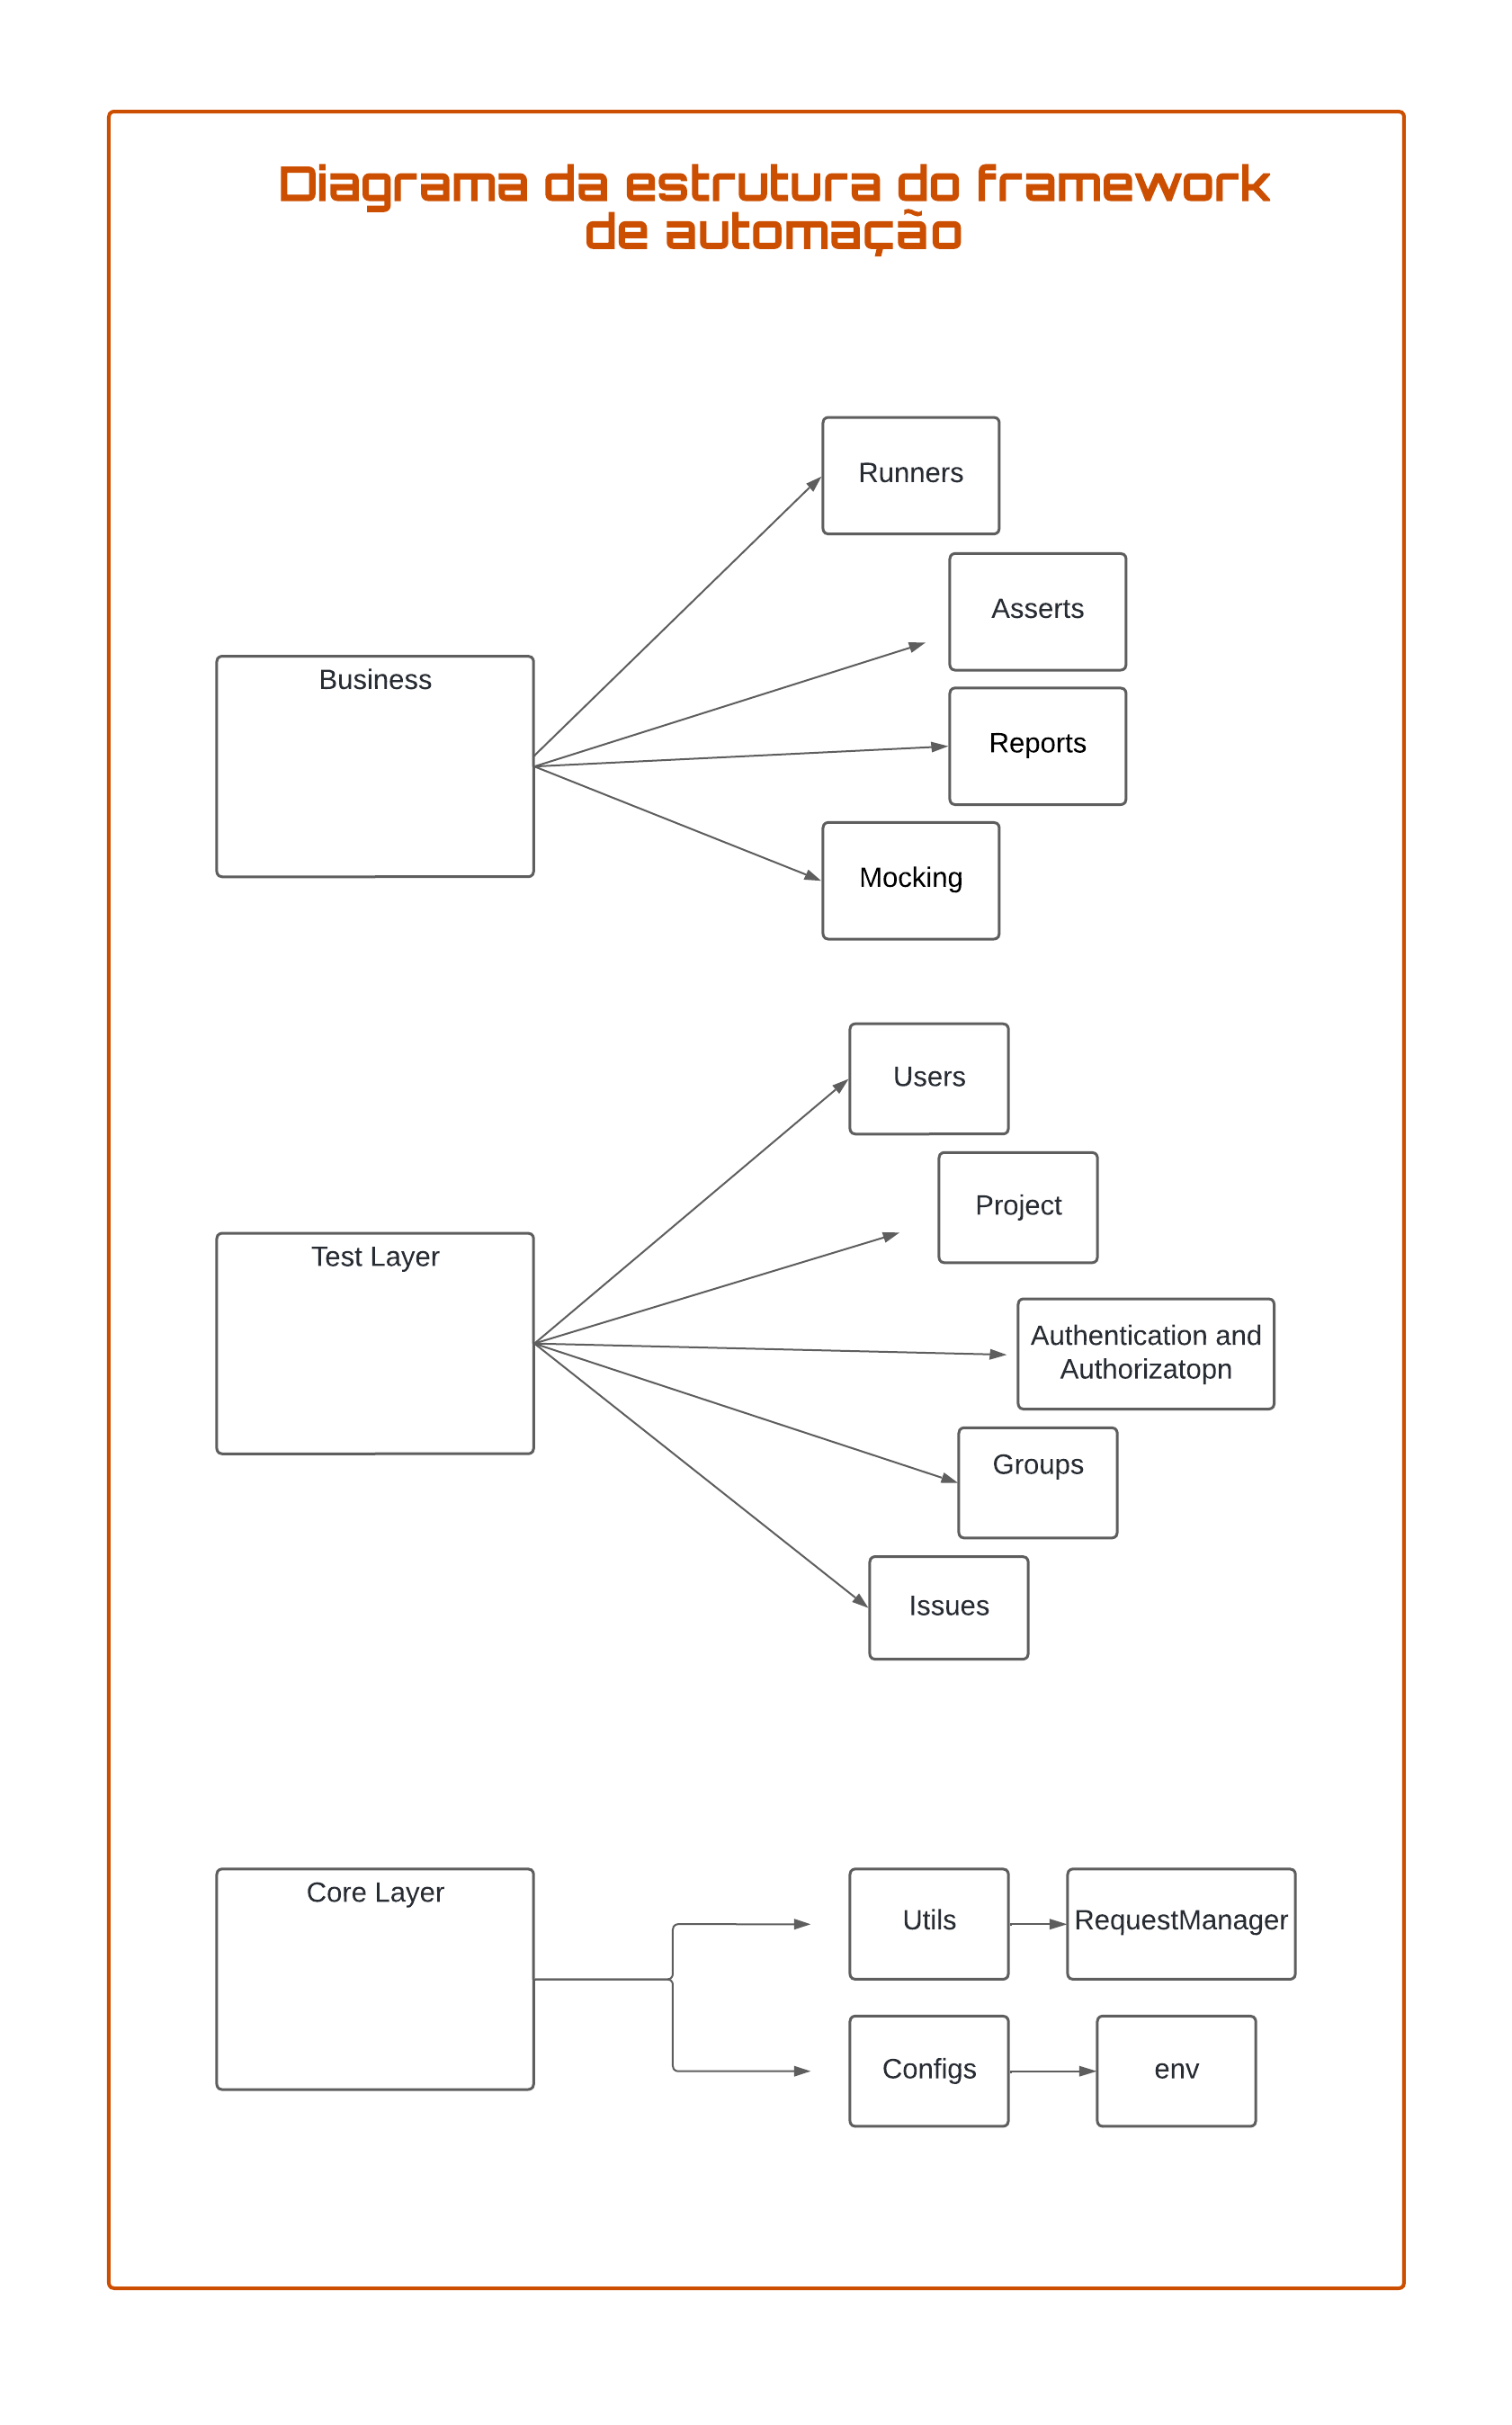 Diagrama da estrutura do framework
de automação
Runners
Asserts
Business
Reports
Mocking
Users
Project
Test Layer
Authentication and
Authorizatopn
Groups
Issues
Core Layer
Utils
RequestManager
Configs
env